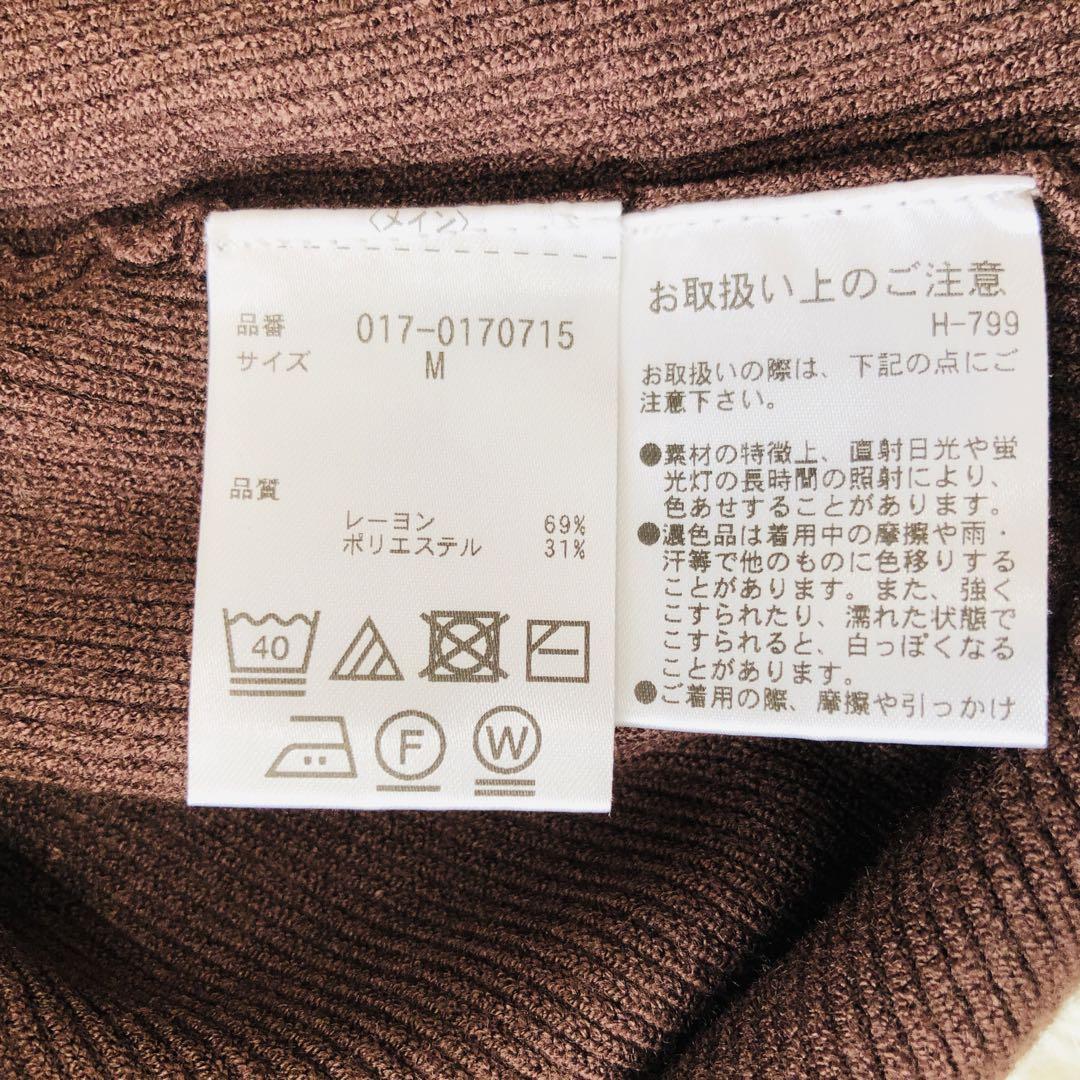 〈メイン〉
品番 017-0170715
サイズ M
品質
レーヨン 69%
ポリエステル 31%
40
F
W
お取扱い上のご注意
H-799
お取扱いの際は、下記の点にご
注意下さい。
●素材の特徴上、直射日光や蛍
光灯の長時間の照射により、
色あせすることがあります。
●濃色品は着用中の摩擦や雨・
汗等で他のものに色移りする
ことがあります。また、強く
こすられたり、濡れた状態で
こすられると、白っぽくなる
ことがあります。
●ご着用の際、摩擦や引っかけ